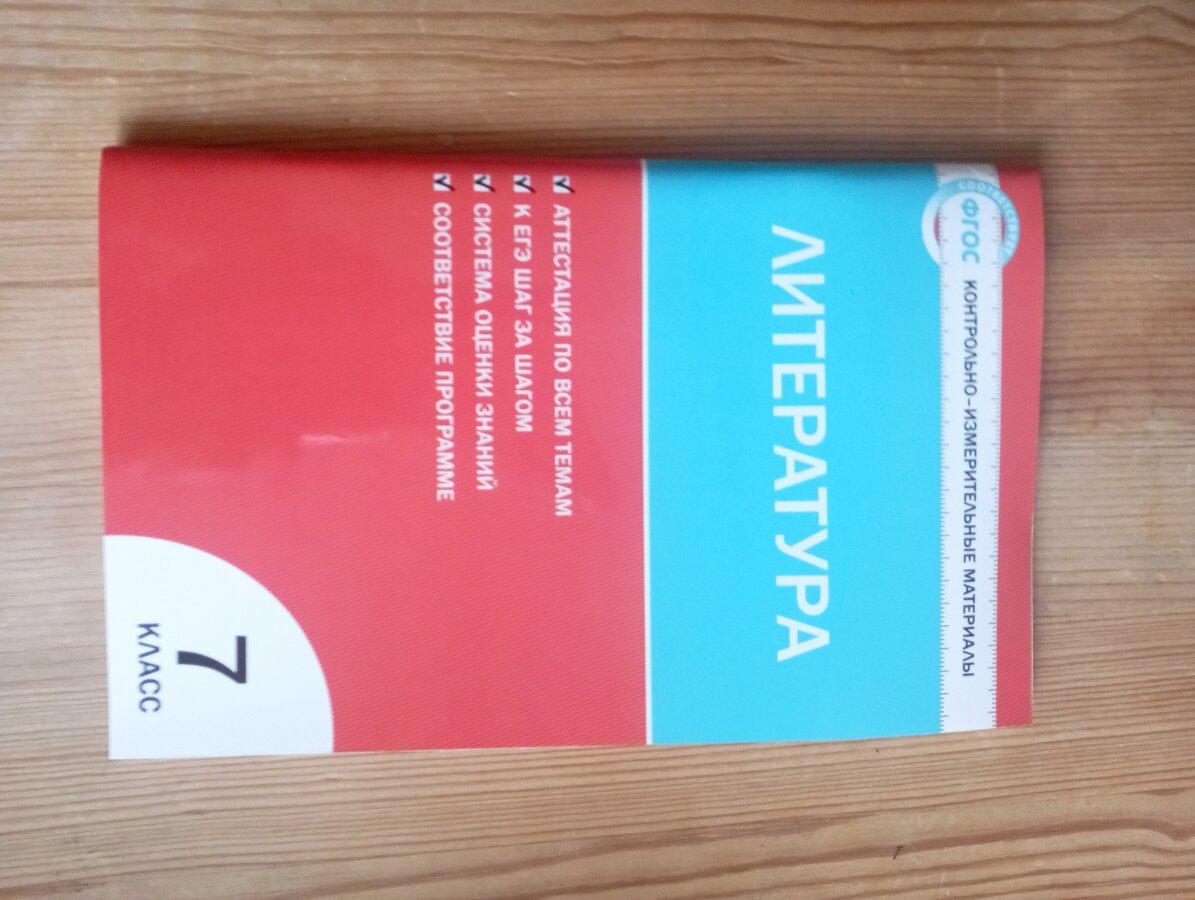 СООТВЕТСТВУЕТ
ФГОС
КОНТРОЛЬНО-ИЗМЕРИТЕЛЬНЫЕ МАТЕРИАЛЫ
ЛИТЕРАТУРА
АТТЕСТАЦИЯ ПО ВСЕМ ТЕМАМ
К ЕГЭ ШАГ ЗА ШАГОМ
СИСТЕМА ОЦЕНКИ ЗНАНИЙ
СООТВЕТСТВИЕ ПРОГРАММЕ
7
КЛАСС